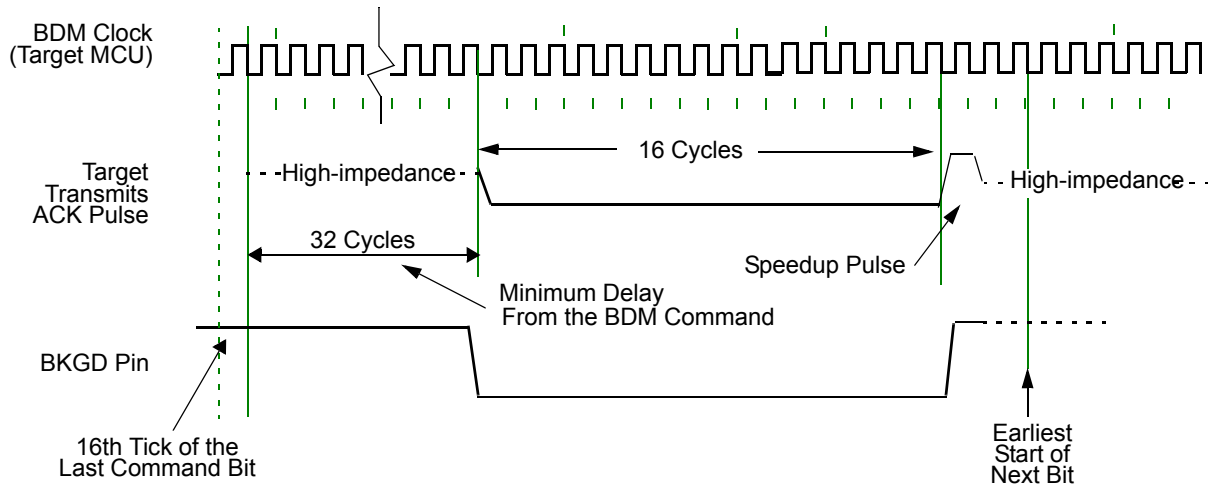 BDM Clock
(Target MCU)
16 Cycles
Target
Transmits
ACK Pulse
High-impedance
High-impedance
32 Cycles
Speedup Pulse
Minimum Delay
From the BDM Command
BKGD Pin
16th Tick of the
Last Command Bit
Earliest
Start of
Next Bit